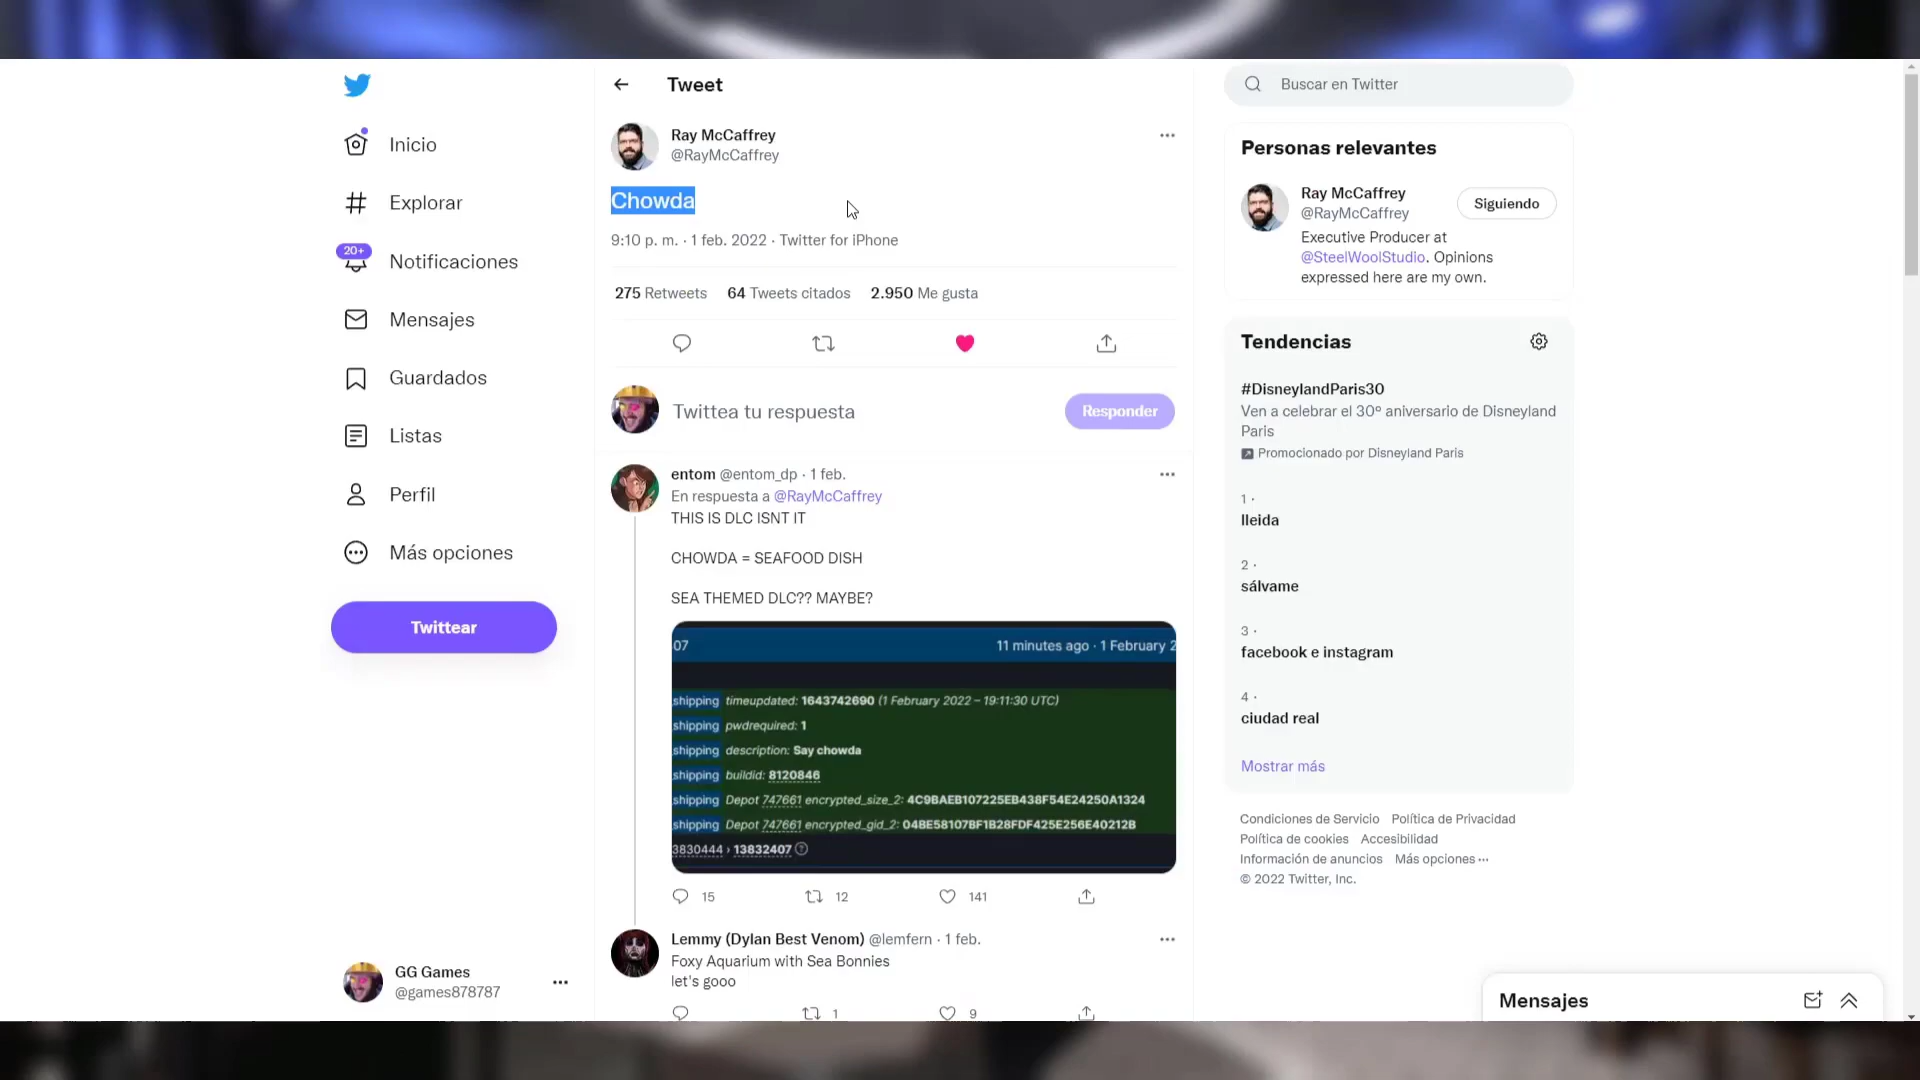 Inicio
Explorar
20+
Notificaciones
Mensajes
Guardados
Listas
Perfil
Más opciones
Twittear
GG Games
@games878787
Tweet
Ray McCaffrey
@RayMcCaffrey
Chowda
9:10 p. m. · 1 feb. 2022 · Twitter for iPhone
275 Retweets 64 Tweets citados 2.950 Me gusta
Twittea tu respuesta
Responder
entom @entom_dp · 1 feb.
En respuesta a @RayMcCaffrey
THIS IS DLC ISNT IT
CHOWDA = SEAFOOD DISH
SEA THEMED DLC?? MAYBE?
07 11 minutes ago · 1 February 2
shipping timeupdated: 1643742690 (1 February 2022 – 19:11:30 UTC)
shipping pwdrequired: 1
shipping description: Say chowda
shipping buildid: 8120846
shipping Depot 747661 encrypted_size_2: 4C9BAEB107225EB438F54E24250A1324
shipping Depot 747661 encrypted_gid_2: 04BE58107BF1B28FDF425E256E40212B
3830444 › 13832407 ?
15 12 141
Lemmy (Dylan Best Venom) @lemfern · 1 feb.
Foxy Aquarium with Sea Bonnies
let's gooo
1 9
Buscar en Twitter
Personas relevantes
Ray McCaffrey
@RayMcCaffrey
Siguiendo
Executive Producer at
@SteelWoolStudio. Opinions
expressed here are my own.
Tendencias
#DisneylandParis30
Ven a celebrar el 30º aniversario de Disneyland
Paris
Promocionado por Disneyland Paris
1 ·
lleida
2 ·
sálvame
3 ·
facebook e instagram
4 ·
ciudad real
Mostrar más
Condiciones de Servicio Política de Privacidad
Política de cookies Accesibilidad
Información de anuncios Más opciones ···
© 2022 Twitter, Inc.
Mensajes